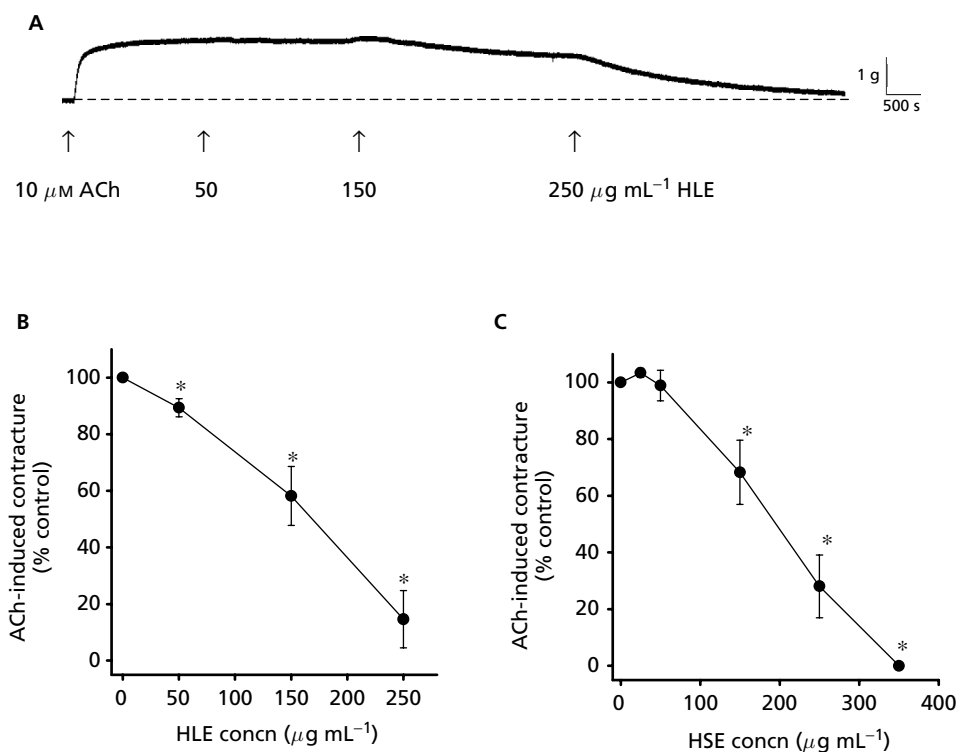 A
1 g
500 s
↑ ↑ ↑ ↑
10 μM ACh 50 150 250 μg mL⁻¹ HLE
B
ACh-induced contracture
(% control)
100
80
60
40
20
0
* * *
0 50 100 150 200 250
HLE concn (μg mL⁻¹)
C
ACh-induced contracture
(% control)
100
80
60
40
20
0
* * *
0 100 200 300 400
HSE concn (μg mL⁻¹)